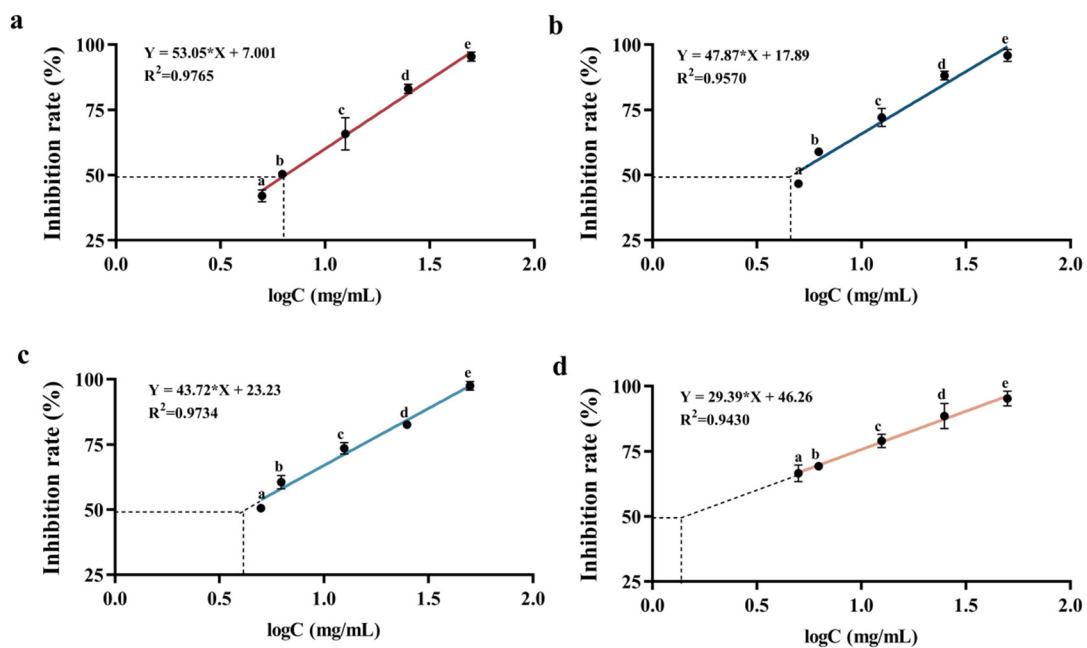 a
Y = 53.05*X + 7.001
R²=0.9765
Inhibition rate (%)
100
75
50
25
a
b
c
d
e
0.0 0.5 1.0 1.5 2.0
logC (mg/mL)
b
Y = 47.87*X + 17.89
R²=0.9570
Inhibition rate (%)
100
75
50
25
a
b
c
d
e
0.0 0.5 1.0 1.5 2.0
logC (mg/mL)
c
Y = 43.72*X + 23.23
R²=0.9734
Inhibition rate (%)
100
75
50
25
a
b
c
d
e
0.0 0.5 1.0 1.5 2.0
logC (mg/mL)
d
Y = 29.39*X + 46.26
R²=0.9430
Inhibition rate (%)
100
75
50
25
a
b
c
d
e
0.0 0.5 1.0 1.5 2.0
logC (mg/mL)